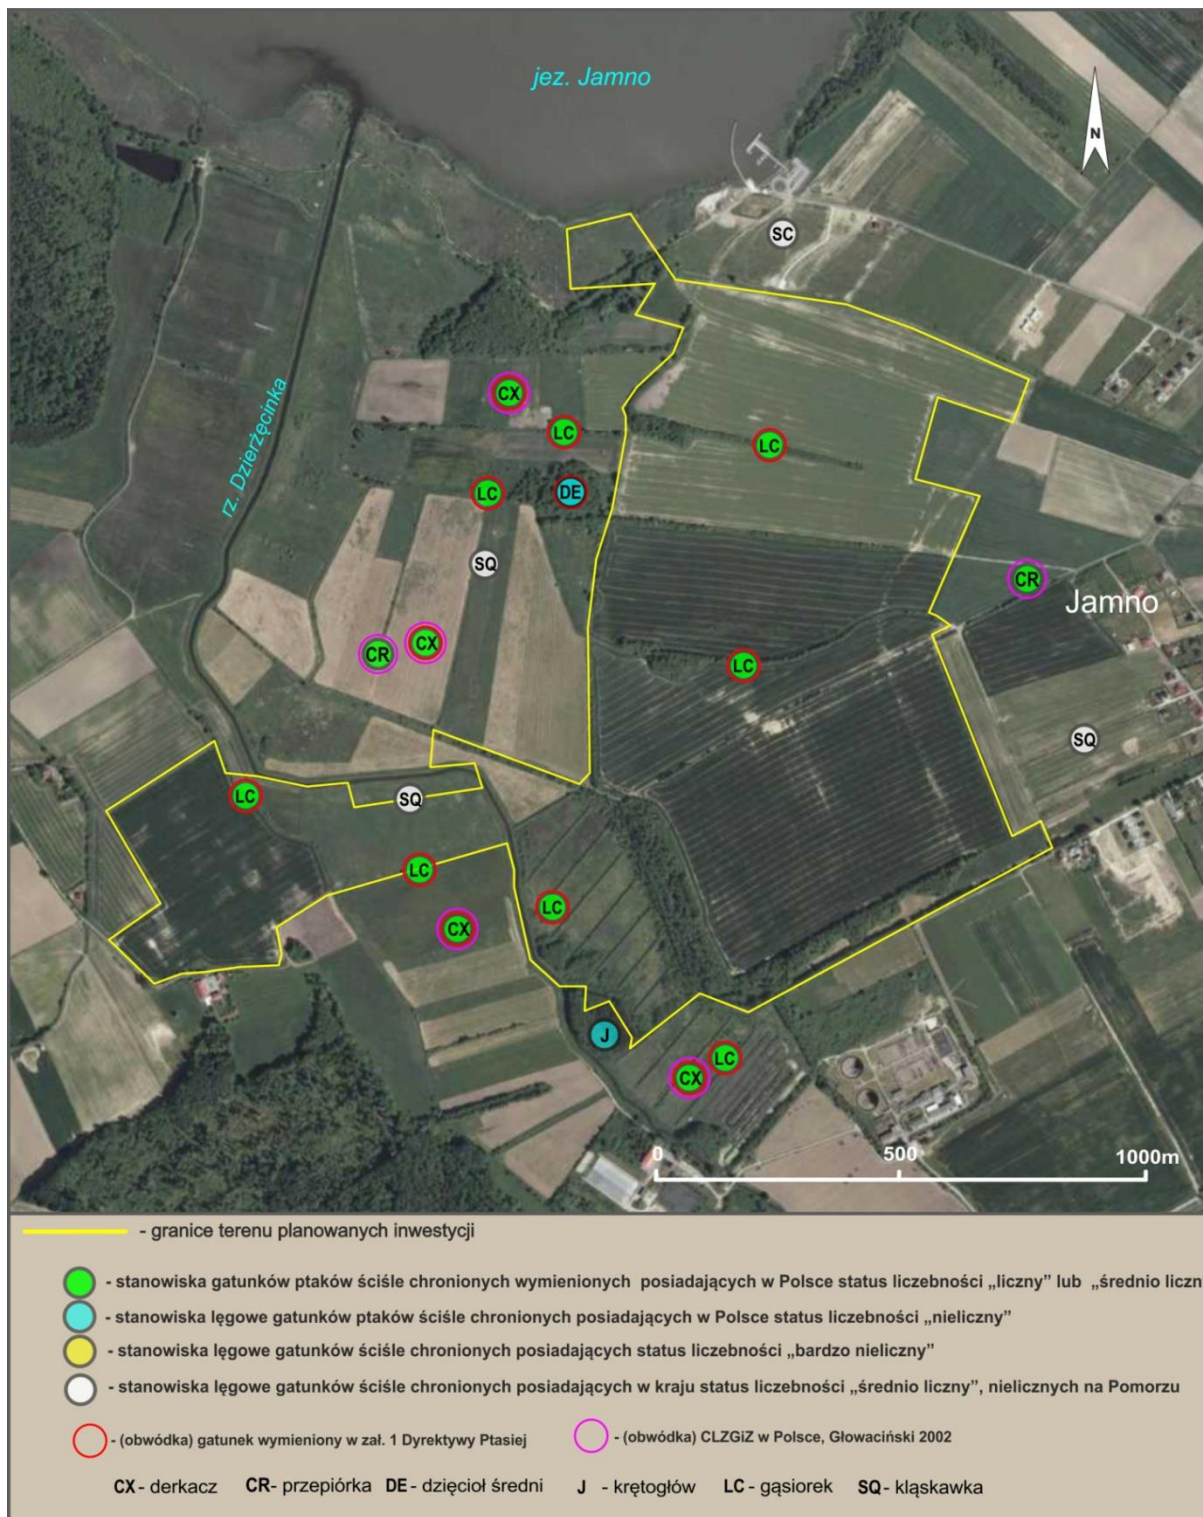 jez. Jamno
N
SC
rz. Dzierżęcinka
CX
LC
LC
LC
DE
SQ
CR
Jamno
CX
CR
LC
SQ
LC
SQ
LC
LC
CX
J
LC
CX
0 500 1000m
- granice terenu planowanych inwestycji
- stanowiska gatunków ptaków ściśle chronionych wymienionych posiadających w Polsce status liczebności „liczny” lub „średnio liczn
- stanowiska lęgowe gatunków ptaków ściśle chronionych posiadających w Polsce status liczebności „nieliczny”
- stanowiska lęgowe gatunków ściśle chronionych posiadających status liczebności „bardzo nieliczny”
- stanowiska lęgowe gatunków ściśle chronionych posiadających w kraju status liczebności „średnio liczny”, nielicznych na Pomorzu
- (obwódka) gatunek wymieniony w zał. 1 Dyrektywy Ptasiej - (obwódka) CLZGiZ w Polsce, Głowaciński 2002
CX - derkacz CR - przepiórka DE - dzięcioł średni J - krętogłów LC - gąsiorek SQ - kląskawka